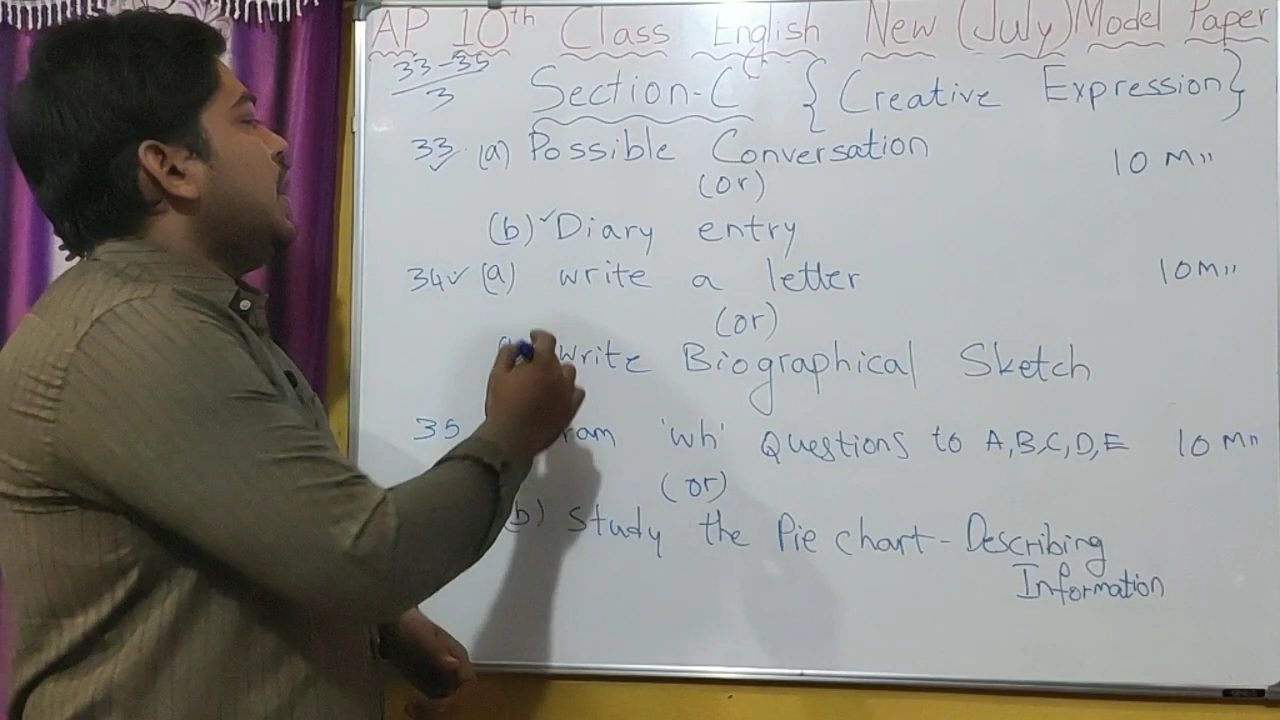 AP 10th Class English New (July) Model Paper
33-35
3
Section-C {Creative Expression}
33. (a) Possible Conversation 10 M
(or)
(b) Diary entry
34 (a) write a letter 10M
(or)
write Biographical Sketch
35 'Wh' Questions to A,B,C,D,E 10 M
(or)
(b) Study the Pie chart - Describing
Information